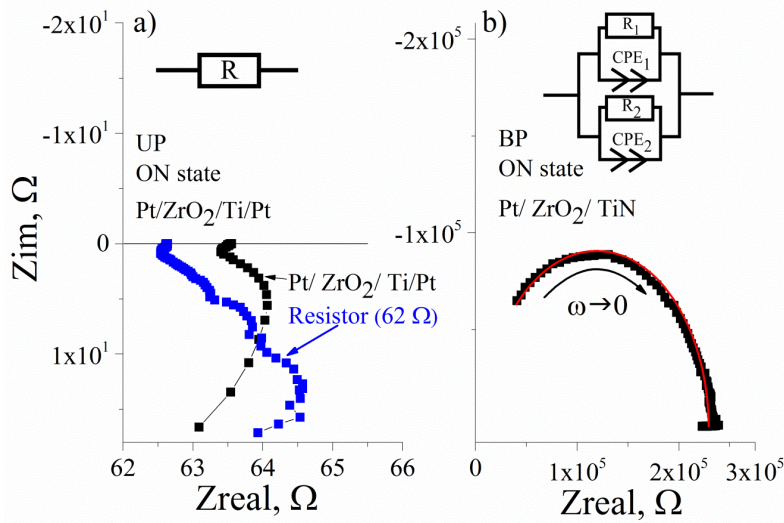 a)
R
UP
ON state
Pt/ZrO₂/Ti/Pt
Pt/ ZrO₂/ Ti/Pt
Resistor (62 Ω)
-2x10¹
-1x10¹
0
1x10¹
Zim, Ω
62 63 64 65 66
Zreal, Ω
b)
R₁
CPE₁
R₂
CPE₂
BP
ON state
Pt/ ZrO₂/ TiN
ω→0
-2x10⁵
-1x10⁵
0 1x10⁵ 2x10⁵ 3x10⁵
Zreal, Ω